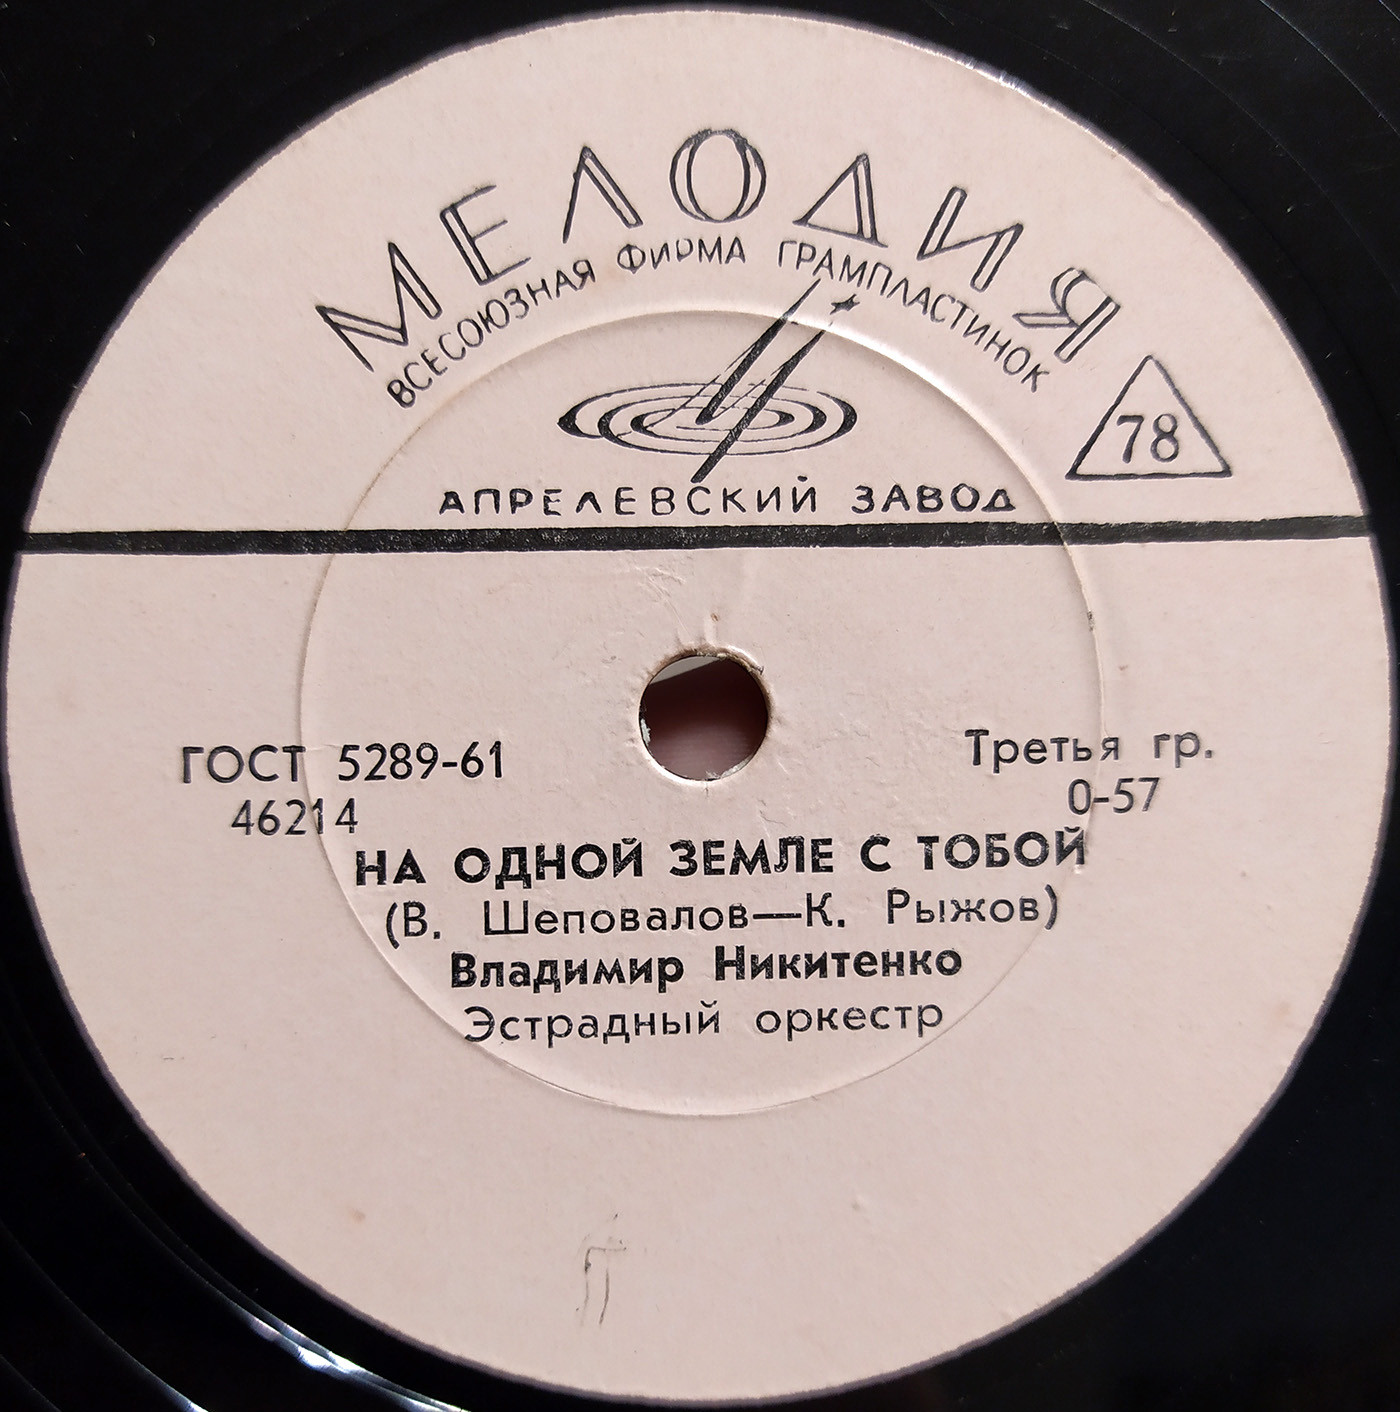 МЕЛОДИЯ
ВСЕСОЮЗНАЯ ФИРМА ГРАМПЛАСТИНОК
78
АПРЕЛЕВСКИЙ ЗАВОД
ГОСТ 5289-61
Третья гр.
46214
0-57
НА ОДНОЙ ЗЕМЛЕ С ТОБОЙ
(В. Шеповалов—К. Рыжов)
Владимир Никитенко
Эстрадный оркестр
П